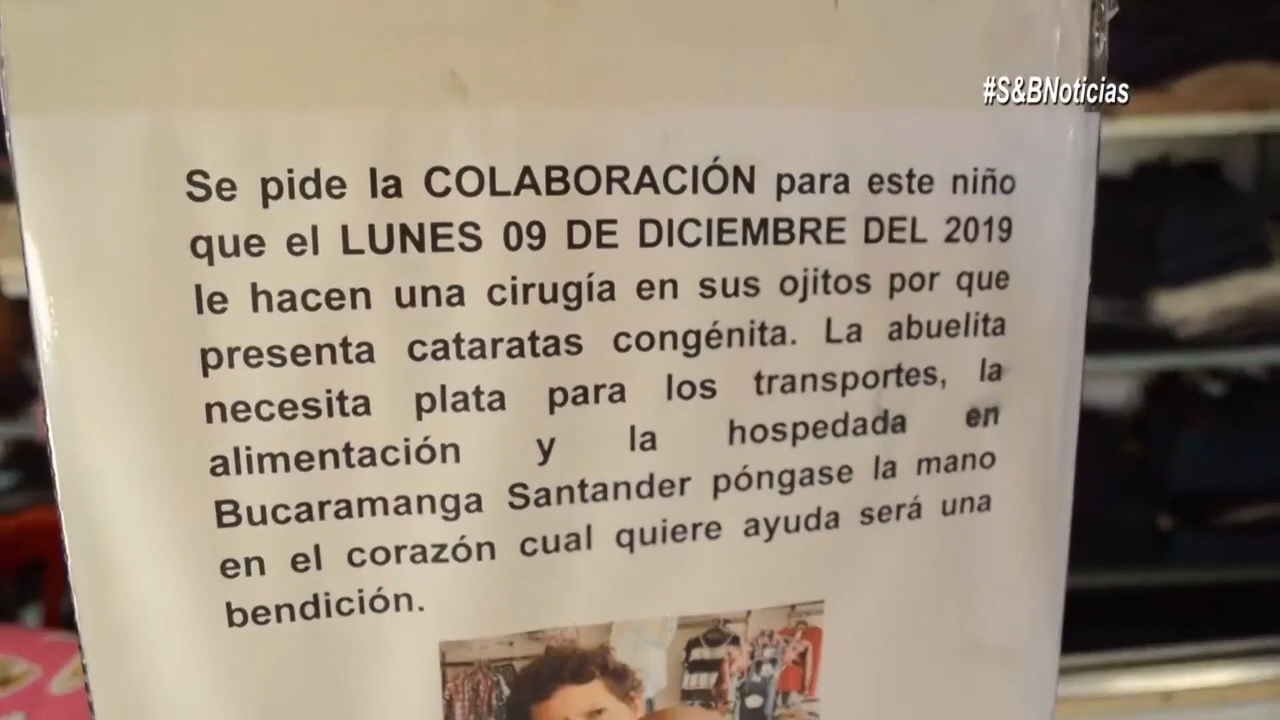 #S&BNoticias
Se pide la COLABORACIÓN para este niño
que el LUNES 09 DE DICIEMBRE DEL 2019
le hacen una cirugía en sus ojitos por que
presenta cataratas congénita. La abuelita
necesita plata para los transportes, la
alimentación y la hospedada en
Bucaramanga Santander póngase la mano
en el corazón cual quiere ayuda será una
bendición.